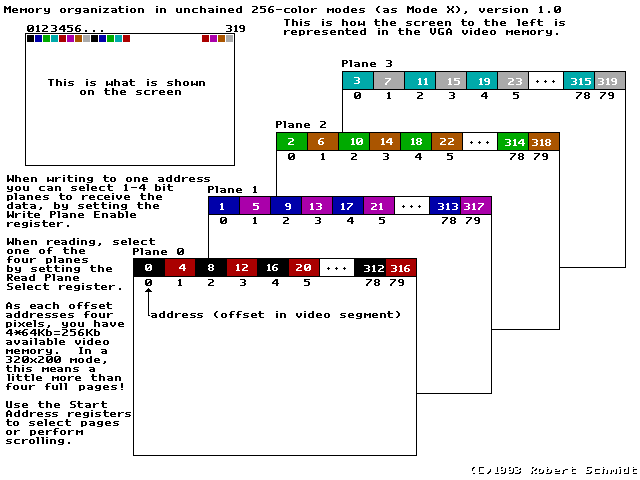 Memory organization in unchained 256-color modes (as Mode X), version 1.0
0123456... 319
This is how the screen to the left is
represented in the VGA video memory.
This is what is shown
on the screen
Plane 3
3 7 11 15 19 23 ... 315 319
0 1 2 3 4 5 78 79
Plane 2
2 6 10 14 18 22 ... 314 318
0 1 2 3 4 5 78 79
Plane 1
1 5 9 13 17 21 ... 313 317
0 1 2 3 4 5 78 79
Plane 0
0 4 8 12 16 20 ... 312 316
0 1 2 3 4 5 78 79
address (offset in video segment)
When writing to one address
you can select 1-4 bit
planes to receive the
data, by setting the
Write Plane Enable
register.
When reading, select
one of the
four planes
by setting the
Read Plane
Select register.
As each offset
addresses four
pixels, you have
4*64Kb=256Kb
available video
memory. In a
320x200 mode,
this means a
little more than
four full pages!
Use the Start
Address registers
to select pages
or perform
scrolling.
(C)1993 Robert Schmidt